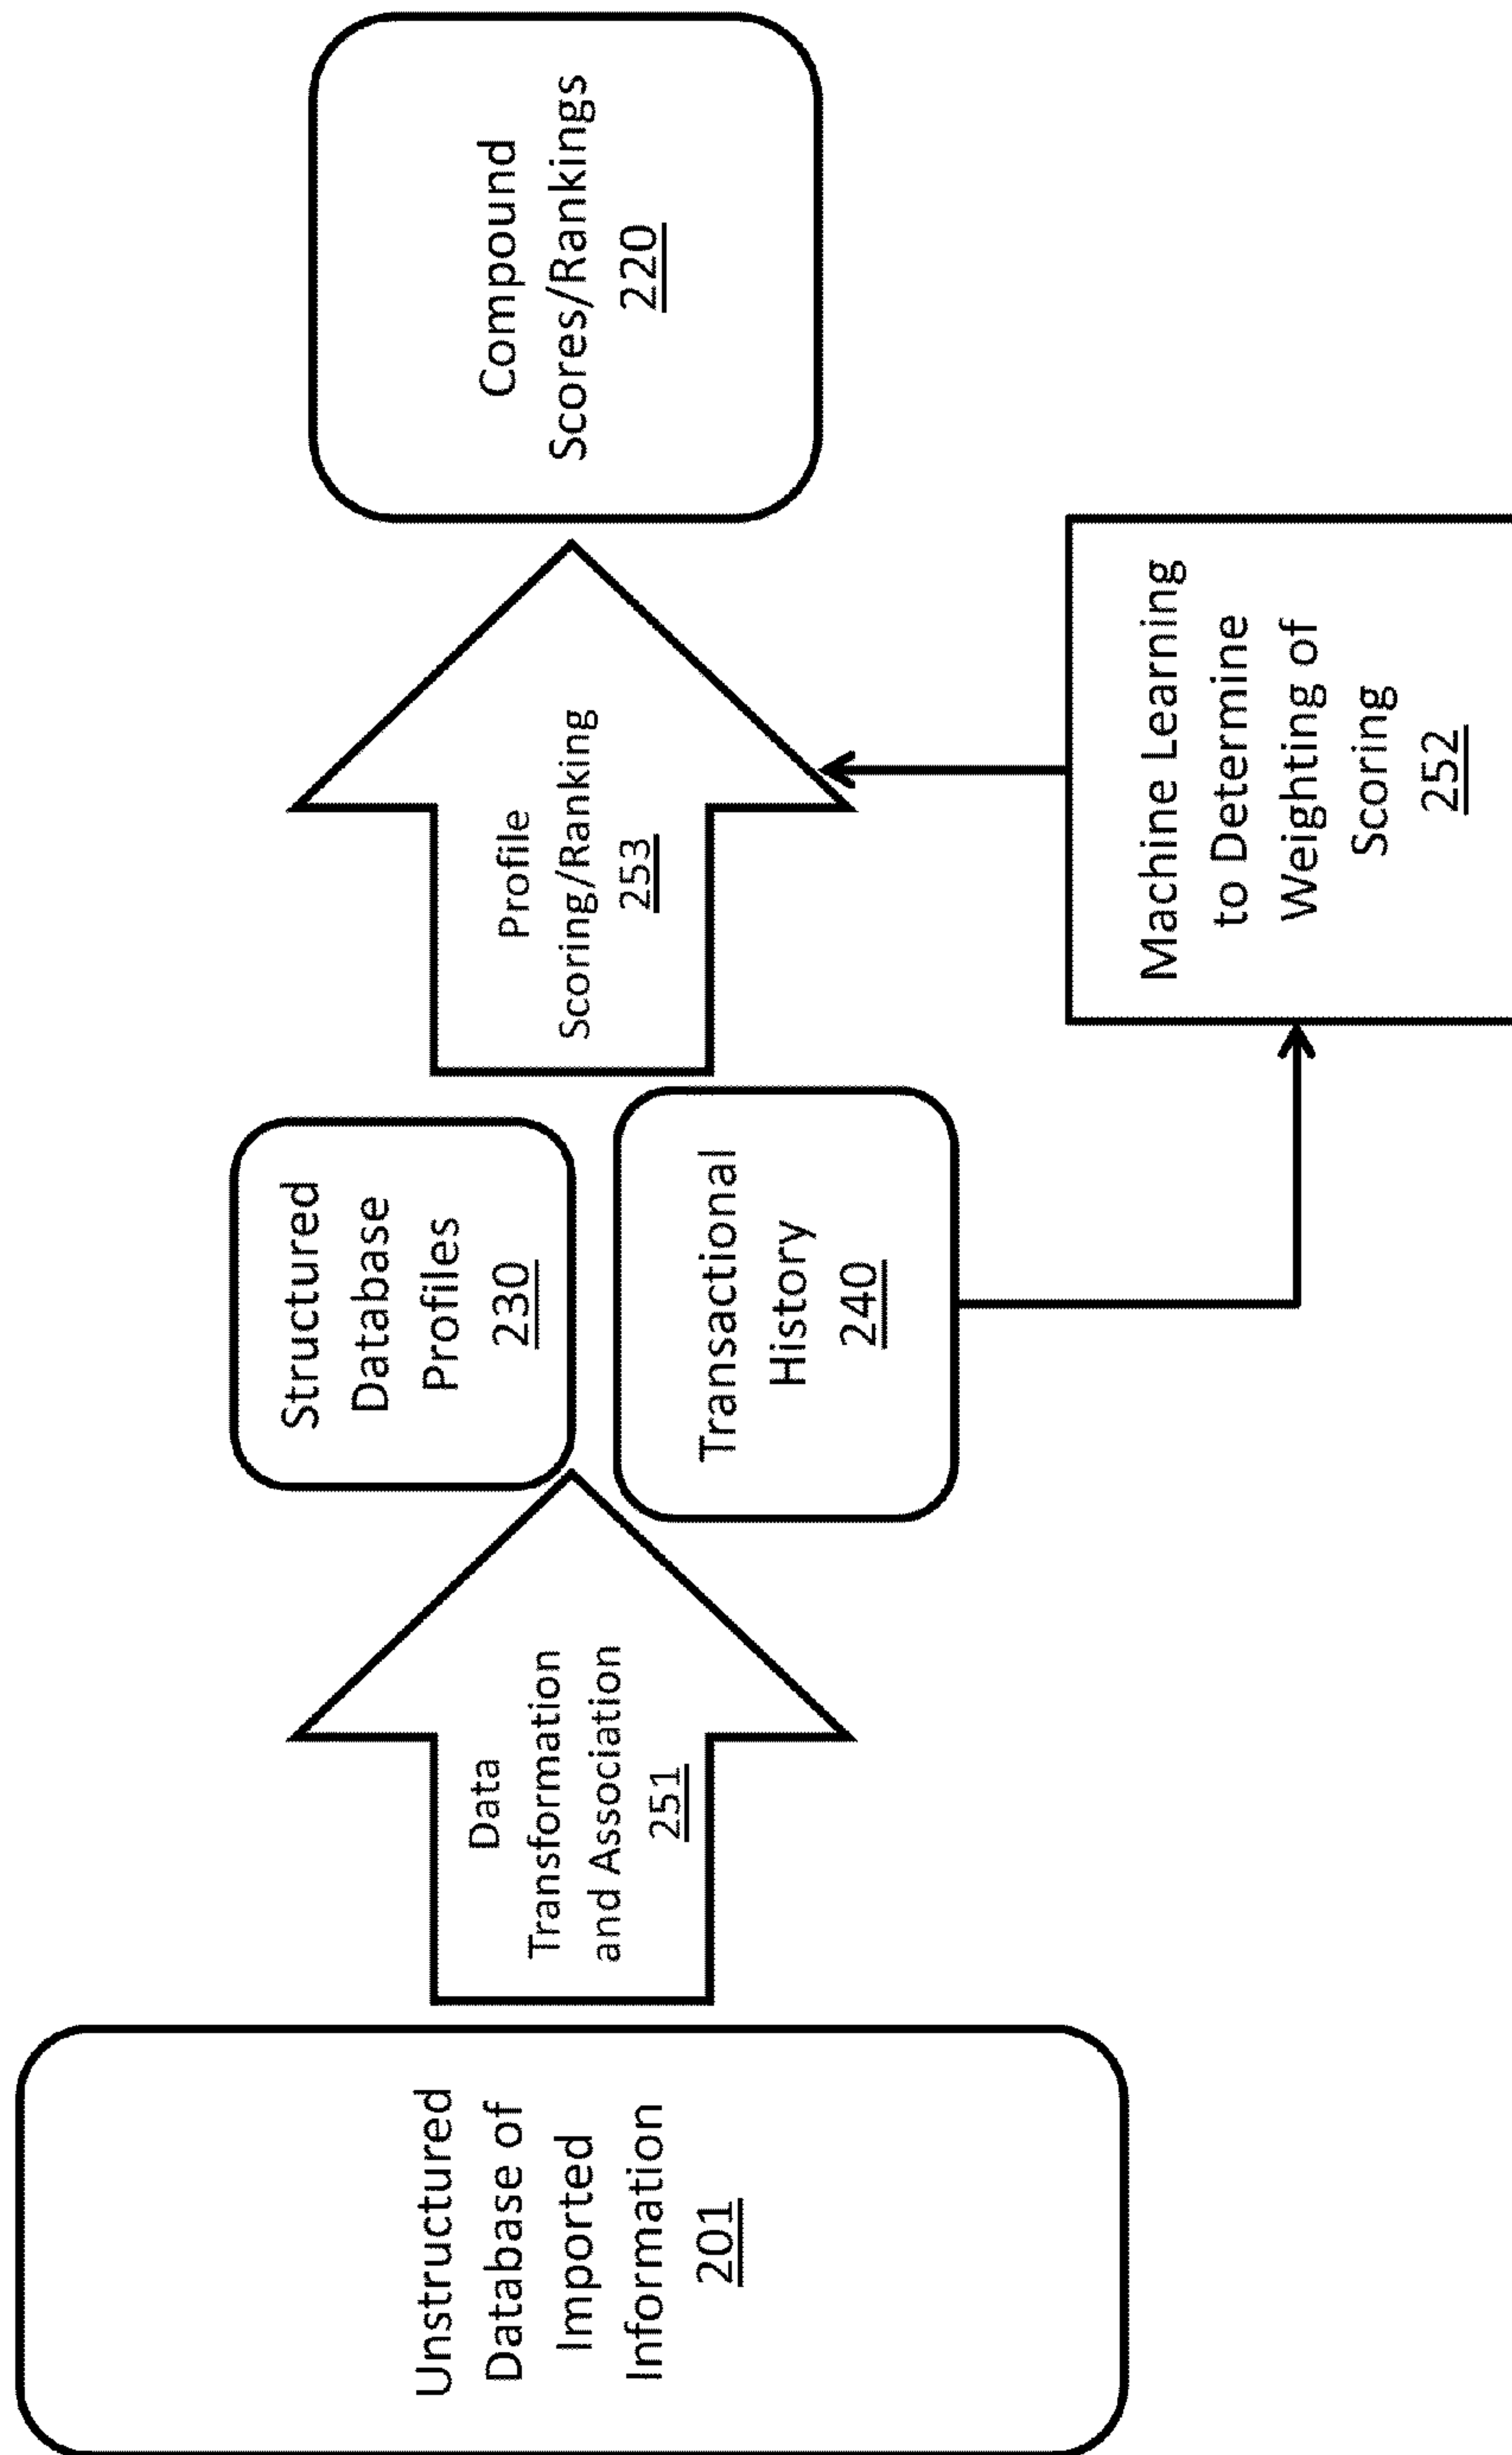 Unstructured
Database of
Imported
Information
201
Data
Transformation
and Association
251
Structured
Database
Profiles
230
Transactional
History
240
Profile
Scoring/Ranking
253
Machine Learning
to Determine
Weighting of
Scoring
252
Compound
Scores/Rankings
220